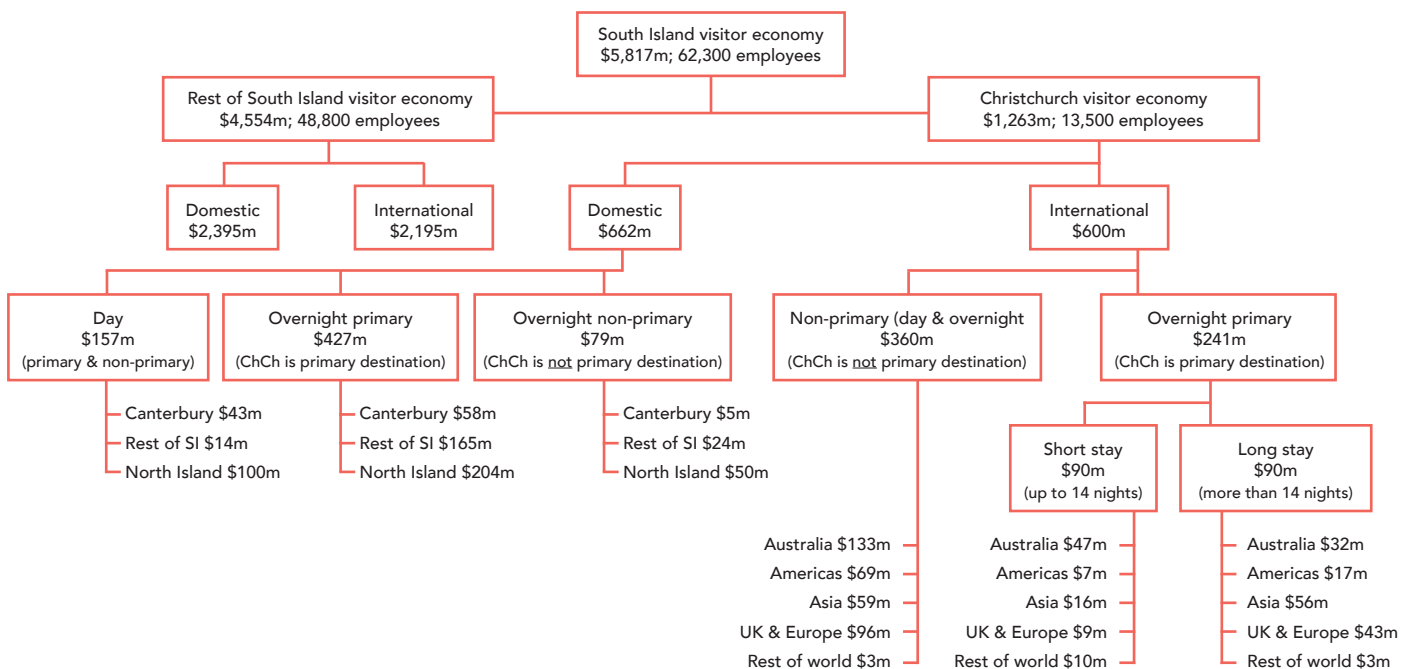 South Island visitor economy
$5,817m; 62,300 employees
Rest of South Island visitor economy
$4,554m; 48,800 employees
Christchurch visitor economy
$1,263m; 13,500 employees
Domestic
$2,395m
International
$2,195m
Domestic
$662m
International
$600m
Day
$157m
(primary & non-primary)
Overnight primary
$427m
(ChCh is primary destination)
Overnight non-primary
$79m
(ChCh is not primary destination)
Non-primary (day & overnight
$360m
(ChCh is not primary destination)
Overnight primary
$241m
(ChCh is primary destination)
Canterbury $43m
Rest of SI $14m
North Island $100m
Canterbury $58m
Rest of SI $165m
North Island $204m
Canterbury $5m
Rest of SI $24m
North Island $50m
Short stay
$90m
(up to 14 nights)
Long stay
$90m
(more than 14 nights)
Australia $133m
Americas $69m
Asia $59m
UK & Europe $96m
Rest of world $3m
Australia $47m
Americas $7m
Asia $16m
UK & Europe $9m
Rest of world $10m
Australia $32m
Americas $17m
Asia $56m
UK & Europe $43m
Rest of world $3m